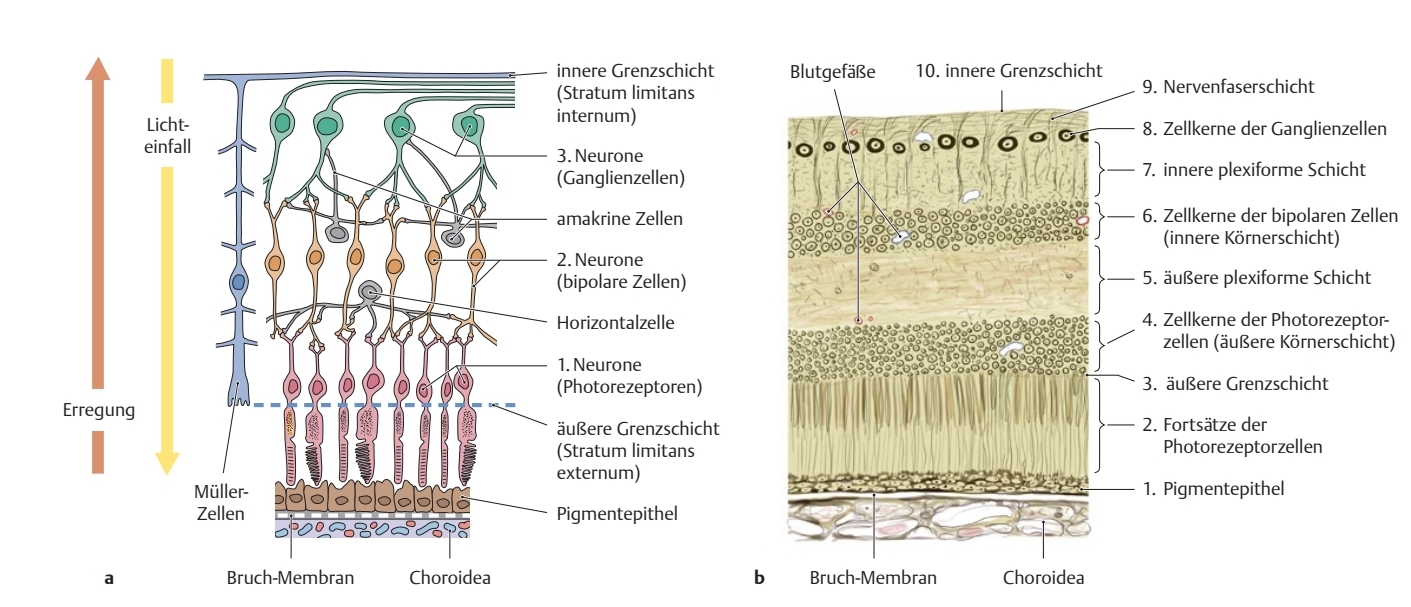 Licht-
einfall
Erregung
Müller-
Zellen
innere Grenzschicht
(Stratum limitans
internum)
3. Neurone
(Ganglienzellen)
amakrine Zellen
2. Neurone
(bipolare Zellen)
Horizontalzelle
1. Neurone
(Photorezeptoren)
äußere Grenzschicht
(Stratum limitans
externum)
Pigmentepithel
a
Bruch-Membran
Choroidea
Blutgefäße
10. innere Grenzschicht
9. Nervenfaserschicht
8. Zellkerne der Ganglienzellen
7. innere plexiforme Schicht
6. Zellkerne der bipolaren Zellen
(innere Körnerschicht)
5. äußere plexiforme Schicht
4. Zellkerne der Photorezeptor-
zellen (äußere Körnerschicht)
3. äußere Grenzschicht
2. Fortsätze der
Photorezeptorzellen
1. Pigmentepithel
b
Bruch-Membran
Choroidea